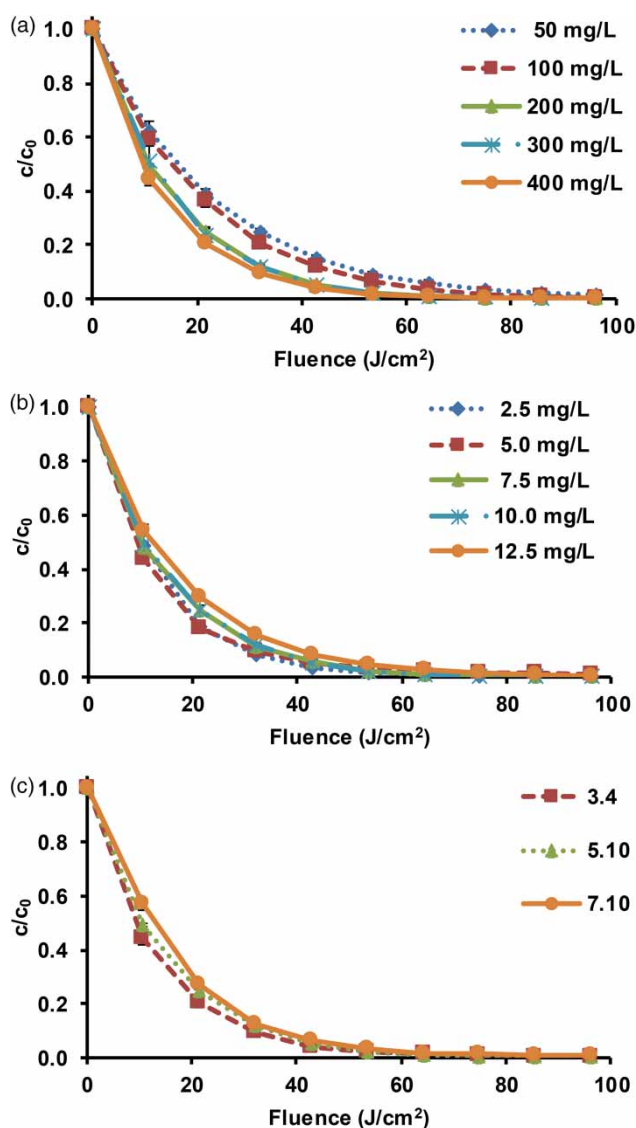 (a)
1.0
0.8
0.6
0.4
0.2
0.0
c/c₀
0 20 40 60 80 100
Fluence (J/cm²)
50 mg/L
100 mg/L
200 mg/L
300 mg/L
400 mg/L
(b)
1.0
0.8
0.6
0.4
0.2
0.0
c/c₀
0 20 40 60 80 100
Fluence (J/cm²)
2.5 mg/L
5.0 mg/L
7.5 mg/L
10.0 mg/L
12.5 mg/L
(c)
1.0
0.8
0.6
0.4
0.2
0.0
c/c₀
0 20 40 60 80 100
Fluence (J/cm²)
3.4
5.10
7.10